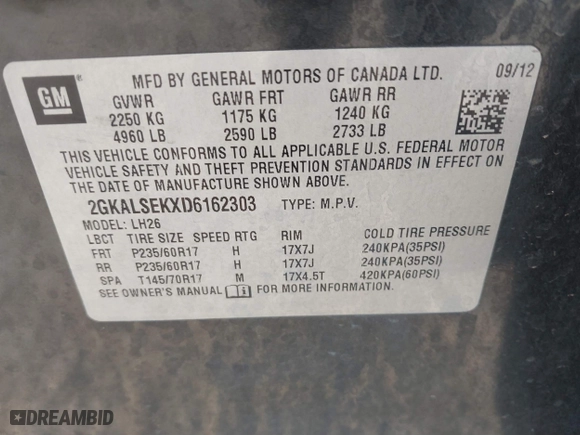 GM
MFD BY GENERAL MOTORS OF CANADA LTD. 09/12
GVWR GAWR FRT GAWR RR
2250 KG 1175 KG 1240 KG
4960 LB 2590 LB 2733 LB
THIS VEHICLE CONFORMS TO ALL APPLICABLE U.S. FEDERAL MOTOR
VEHICLE SAFETY AND THEFT PREVENTION STANDARDS IN EFFECT ON
THE DATE OF MANUFACTURE SHOWN ABOVE.
2GKALSEKXD6162303 TYPE: M.P.V.
MODEL: LH26
LBCT TIRE SIZE SPEED RTG RIM COLD TIRE PRESSURE
FRT P235/60R17 H 17X7J 240KPA(35PSI)
RR P235/60R17 H 17X7J 240KPA(35PSI)
SPA T145/70R17 M 17X4.5T 420KPA(60PSI)
SEE OWNER'S MANUAL FOR MORE INFORMATION.
DREAMBID